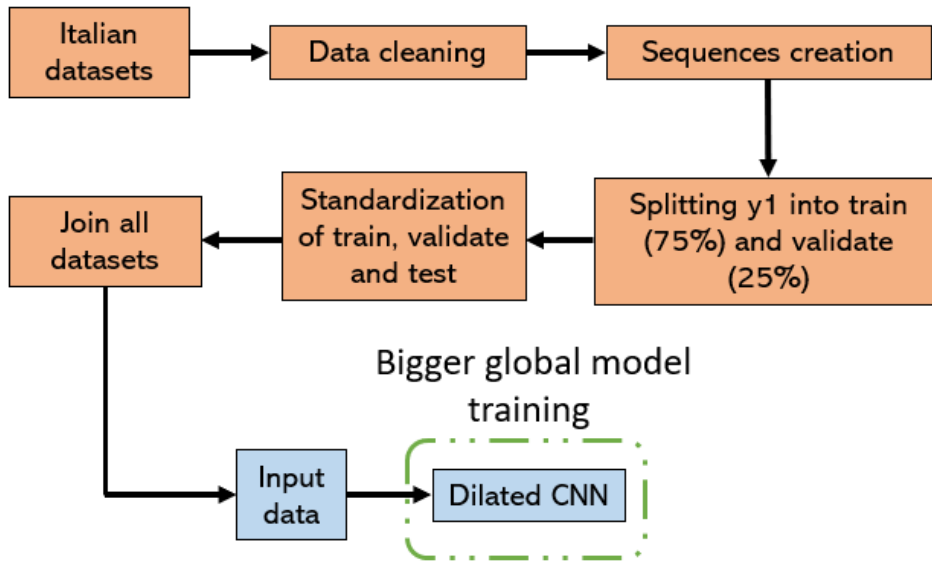 Italian
datasets
Data cleaning
Sequences creation
Splitting y1 into train
(75%) and validate
(25%)
Standardization
of train, validate
and test
Join all
datasets
Bigger global model
training
Input
data
Dilated CNN